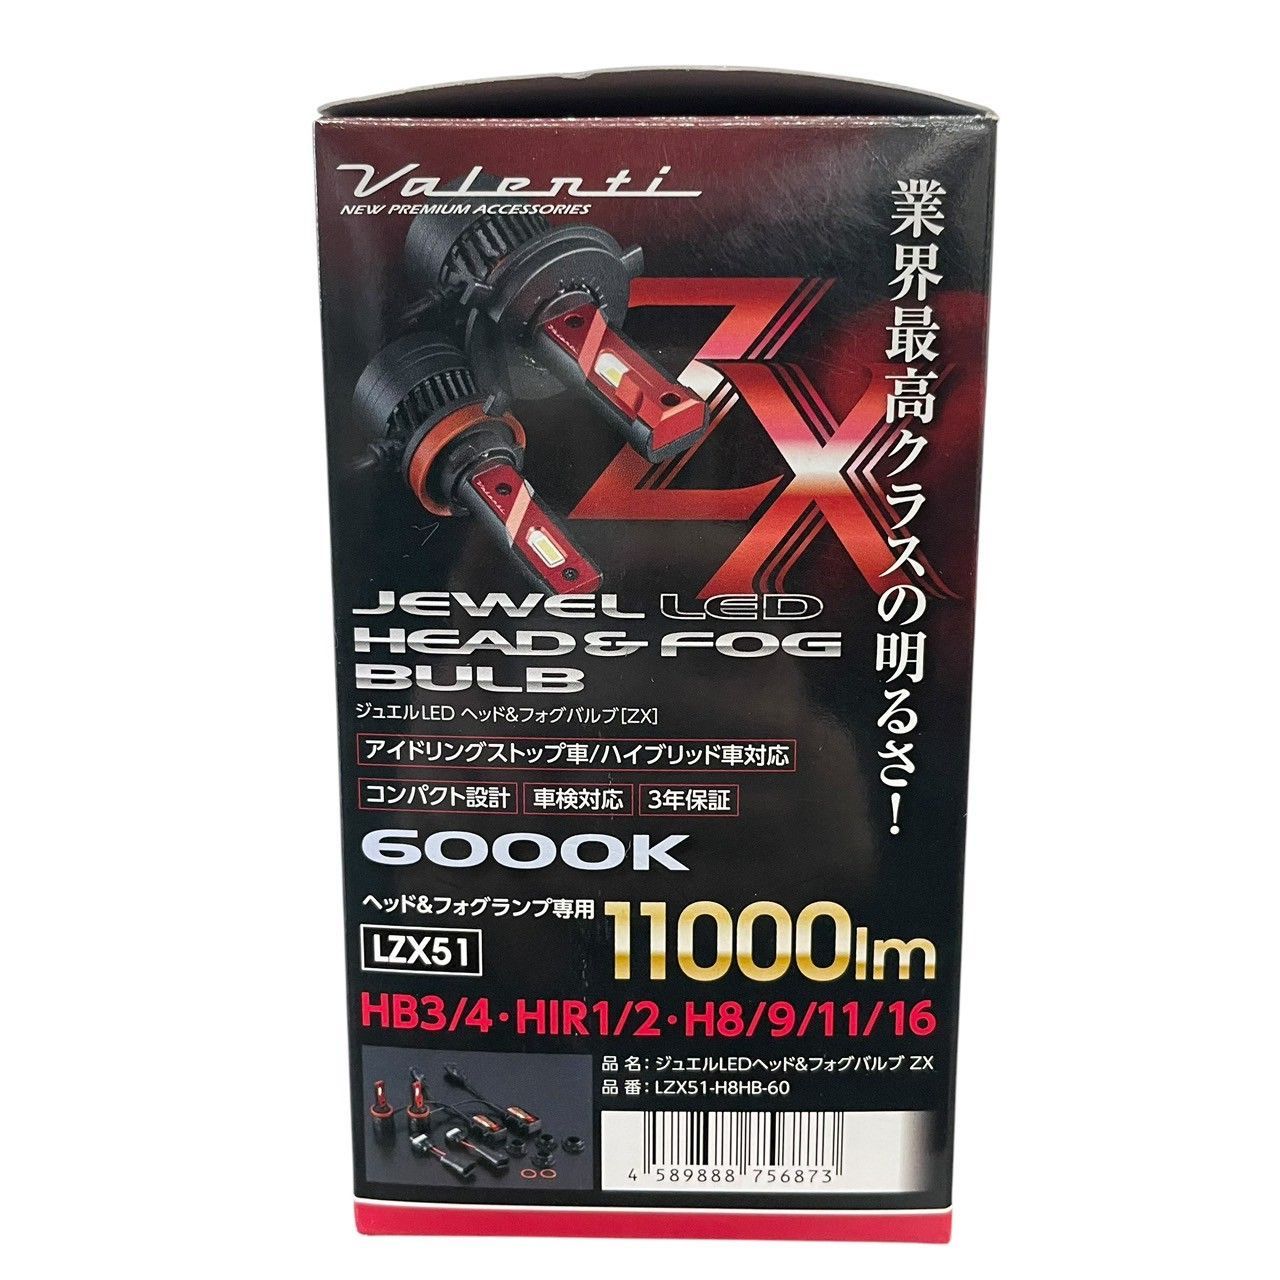 Valenti
NEW PREMIUM ACCESSORIES
業界最高クラスの明るさ!
ZX
Valenti
Valenti
JEWEL LED
HEAD & FOG
BULB
ジュエルLED ヘッド&フォグバルブ[ZX]
アイドリングストップ車/ハイブリッド車対応
コンパクト設計 車検対応 3年保証
6000K
ヘッド&フォグランプ専用 11000lm
LZX51
HB3/4・HIR1/2・H8/9/11/16
品 名:ジュエルLEDヘッド&フォグバルブ ZX
品 番:LZX51-H8HB-60
4 589888 756873